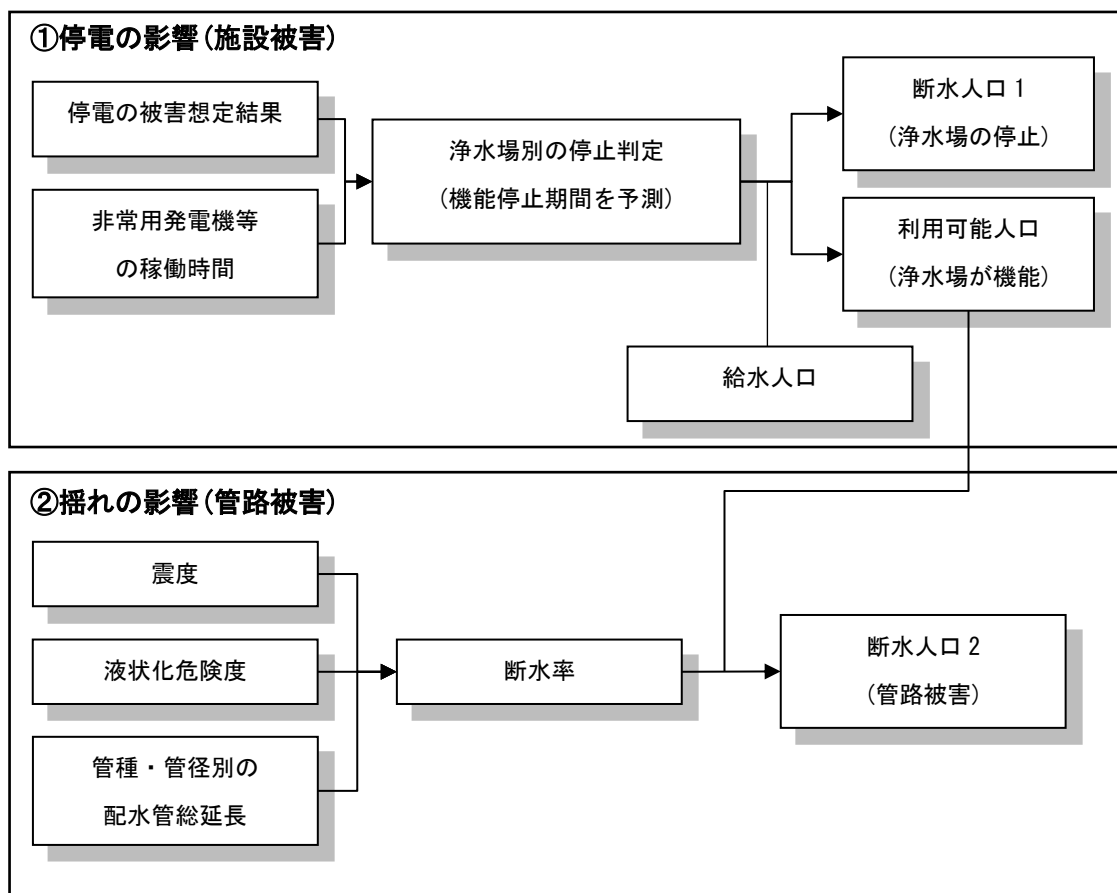 ①停電の影響(施設被害)
停電の被害想定結果
非常用発電機等
の稼働時間
浄水場別の停止判定
(機能停止期間を予測)
断水人口 1
(浄水場の停止)
利用可能人口
(浄水場が機能)
給水人口
②揺れの影響(管路被害)
震度
液状化危険度
管種・管径別の
配水管総延長
断水率
断水人口 2
(管路被害)